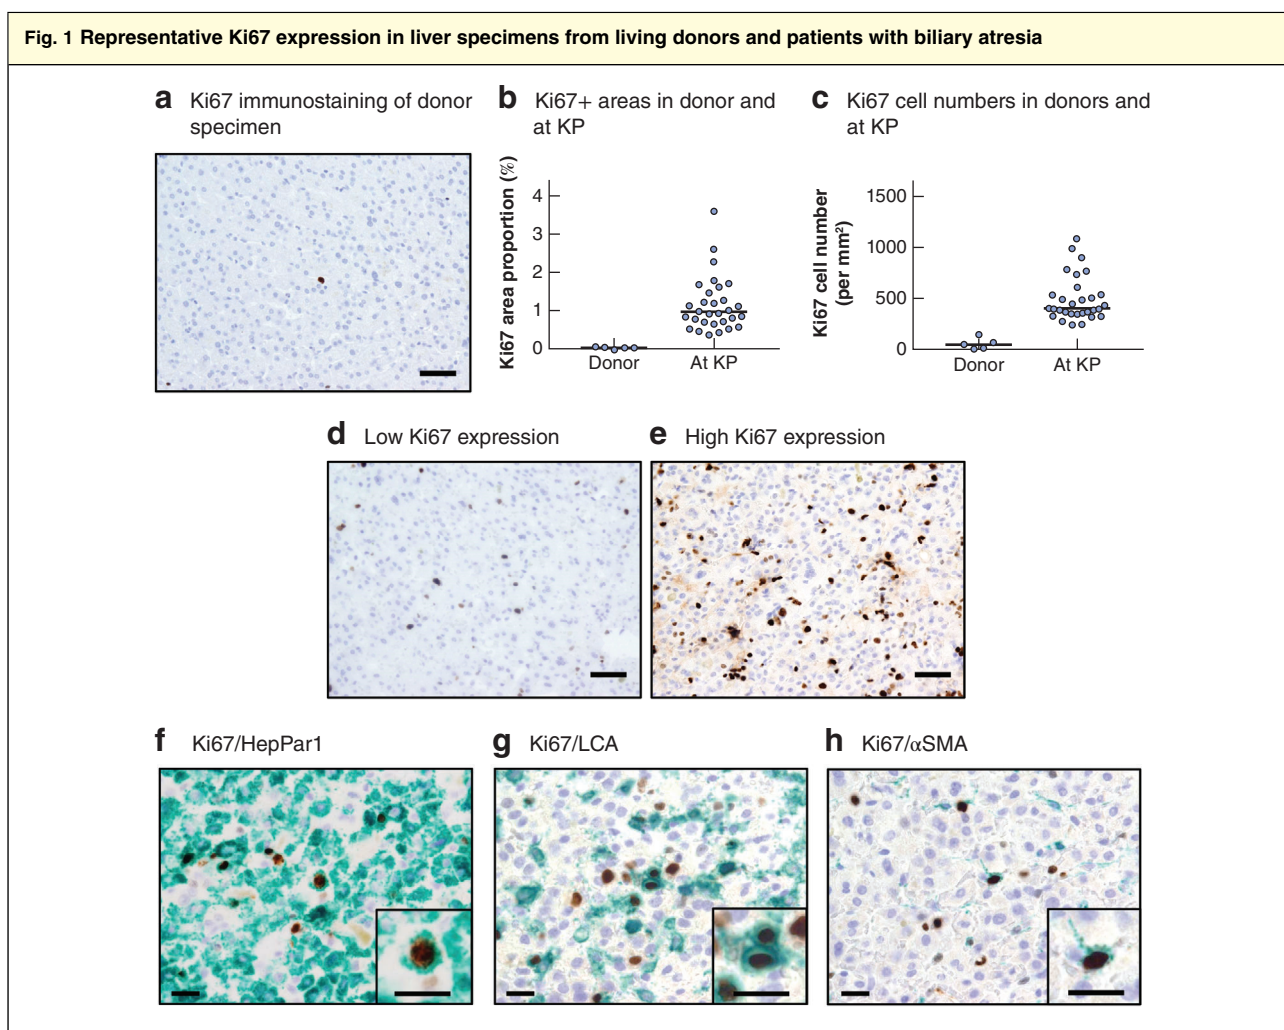 Fig. 1 Representative Ki67 expression in liver specimens from living donors and patients with biliary atresia
a Ki67 immunostaining of donor
specimen
b Ki67+ areas in donor and
at KP
Ki67 area proportion (%)
4
3
2
1
0
Donor
At KP
c Ki67 cell numbers in donors and
at KP
Ki67 cell number
(per mm²)
1500
1000
500
0
Donor
At KP
d Low Ki67 expression
e High Ki67 expression
f Ki67/HepPar1
g Ki67/LCA
h Ki67/αSMA